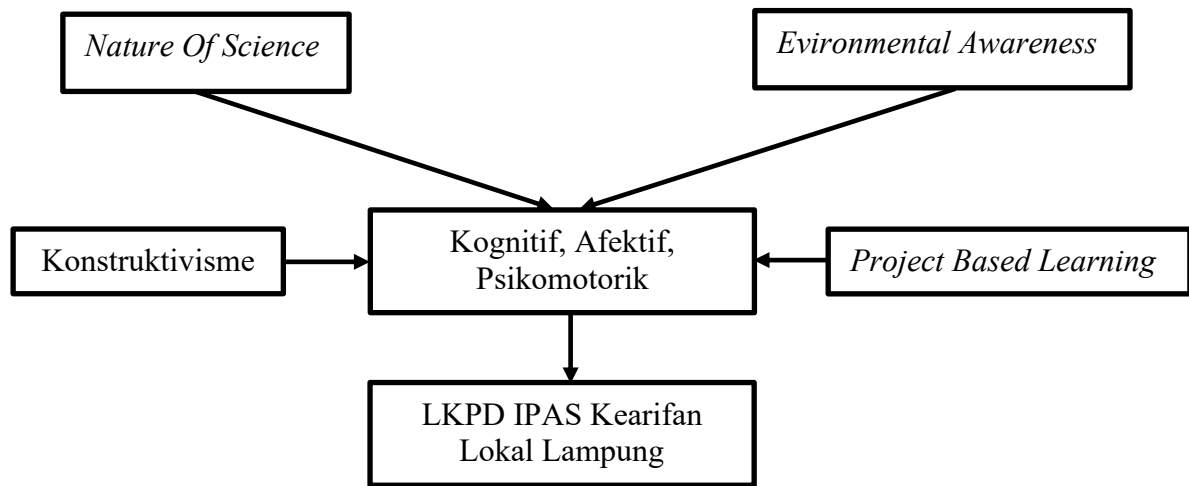 Nature Of Science
Evironmental Awareness
Konstruktivisme
Kognitif, Afektif,
Psikomotorik
Project Based Learning
LKPD IPAS Kearifan
Lokal Lampung